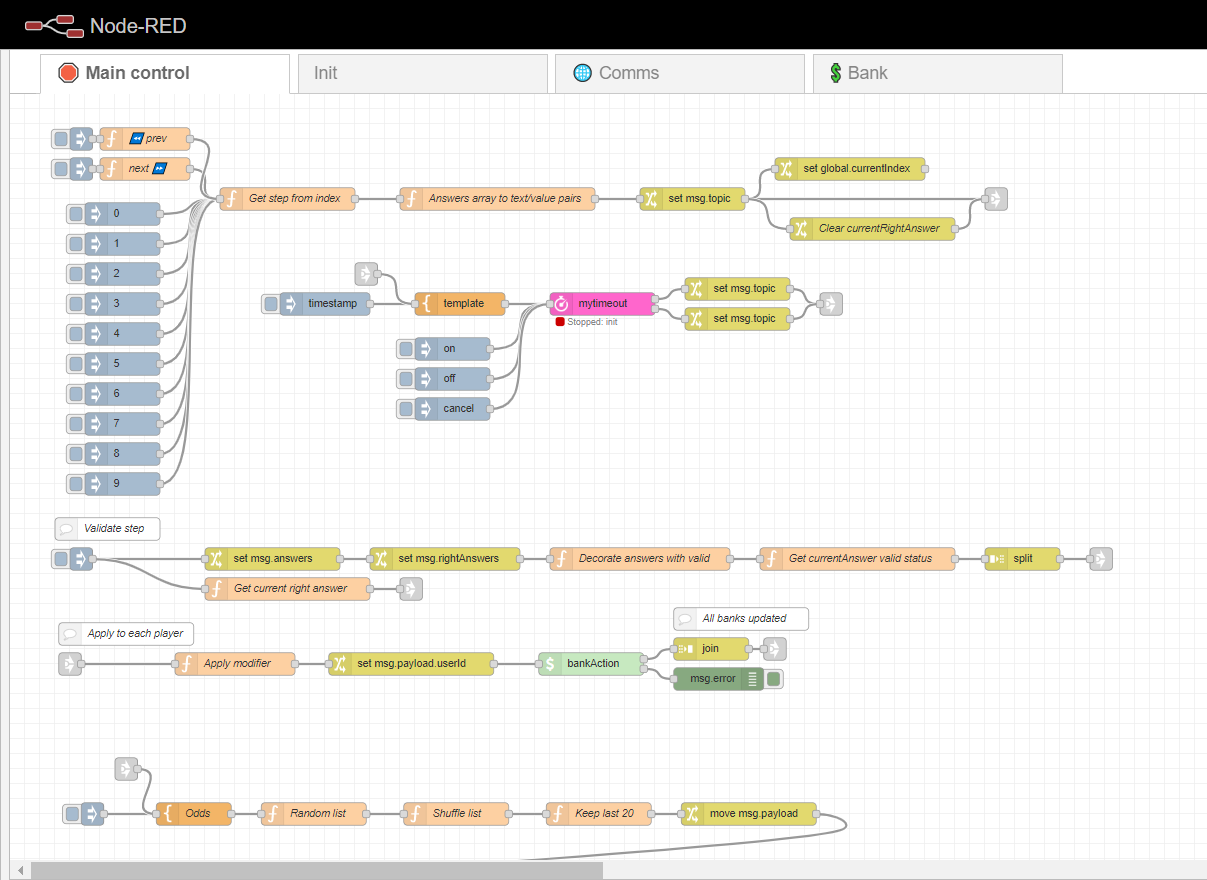 Node-RED
Main control
Init
Comms
Bank
prev
next
Get step from index
Answers array to text/value pairs
set msg.topic
set global.currentIndex
Clear currentRightAnswer
0
1
2
3
4
5
6
7
8
9
timestamp
template
mytimeout
Stopped: init
set msg.topic
set msg.topic
on
off
cancel
Validate step
set msg.answers
set msg.rightAnswers
Decorate answers with valid
Get currentAnswer valid status
split
Get current right answer
Apply to each player
Apply modifier
set msg.payload.userId
bankAction
All banks updated
join
msg.error
Odds
Random list
Shuffle list
Keep last 20
move msg.payload